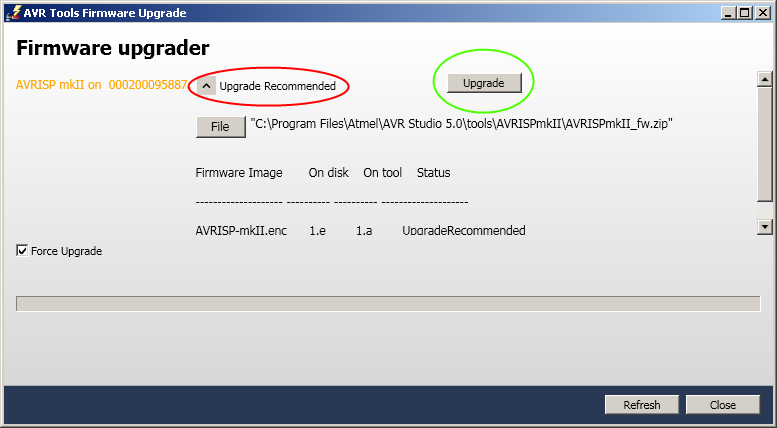 AVR Tools Firmware Upgrade
Firmware upgrader
AVRISP mkII on 000200095887 Upgrade Recommended Upgrade
File "C:\Program Files\Atmel\AVR Studio 5.0\tools\AVRISPmkII\AVRISPmkII_fw.zip"
Firmware Image On disk On tool Status
-------------------- ---------- ---------- --------------------
AVRISP-mkII.enc 1.e 1.a UpgradeRecommended
Force Upgrade
Refresh Close